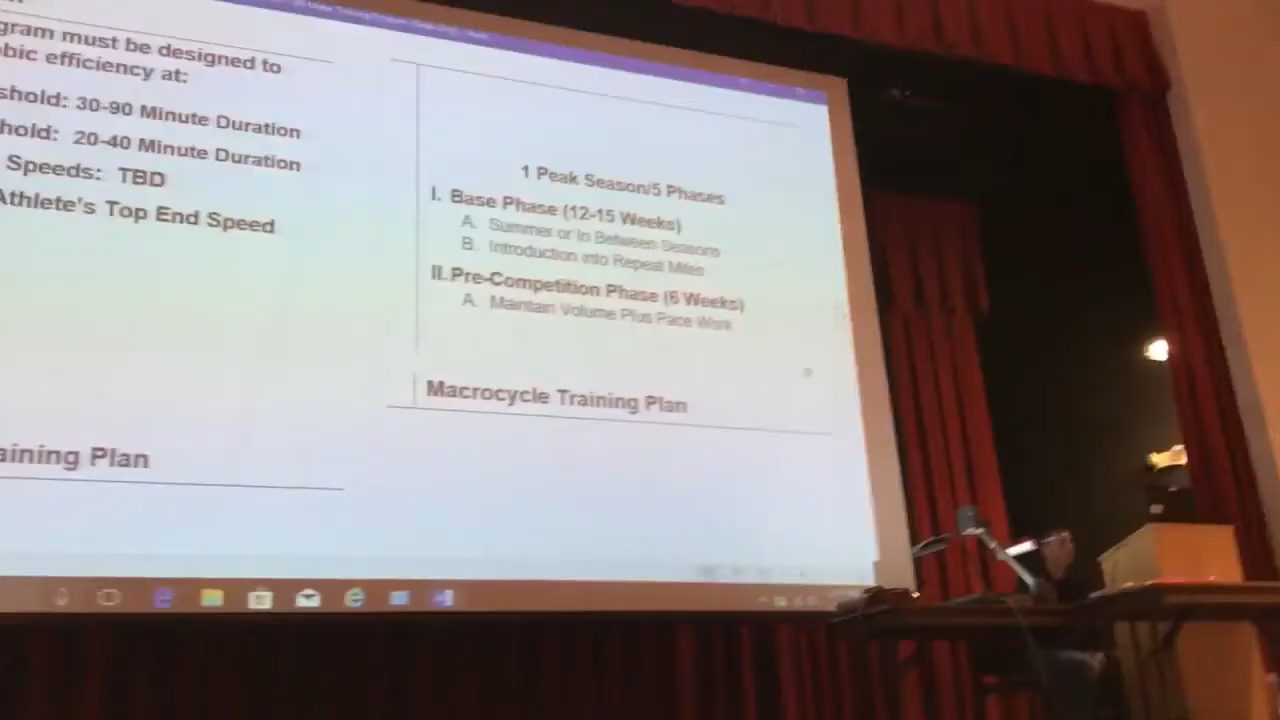 gram must be designed to
bic efficiency at:
shold: 30-90 Minute Duration
hold: 20-40 Minute Duration
Speeds: TBD
Athlete's Top End Speed
aining Plan
1 Peak Season/5 Phases
I. Base Phase (12-15 Weeks)
A. Summer or In Between Seasons
B. Introduction into Repeat Miles
II. Pre-Competition Phase (6 Weeks)
A. Maintain Volume Plus Pace Work
Macrocycle Training Plan